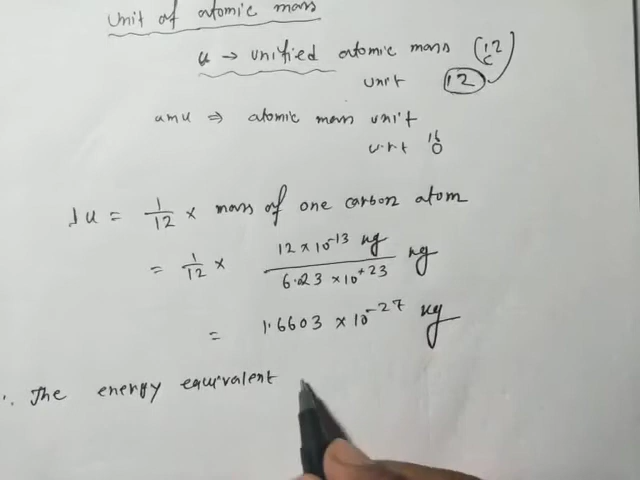 Unit of atomic mass
u → unified atomic mass (12 C)
unit 12
amu ⇒ atomic mass unit
w.r.t 16 O
1 u = 1/12 × mass of one carbon atom
= 1/12 × 12 × 10^-13 kg / 6.023 × 10^+23 kg
= 1.6603 × 10^-27 kg
∴ The energy equivalent